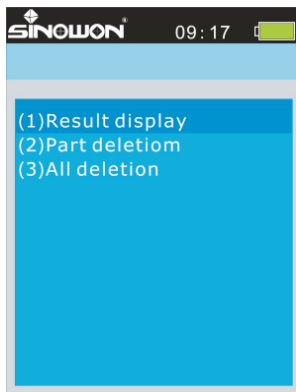 SINOWON® 09:17
(1)Result display
(2)Part deletiom
(3)All deletion